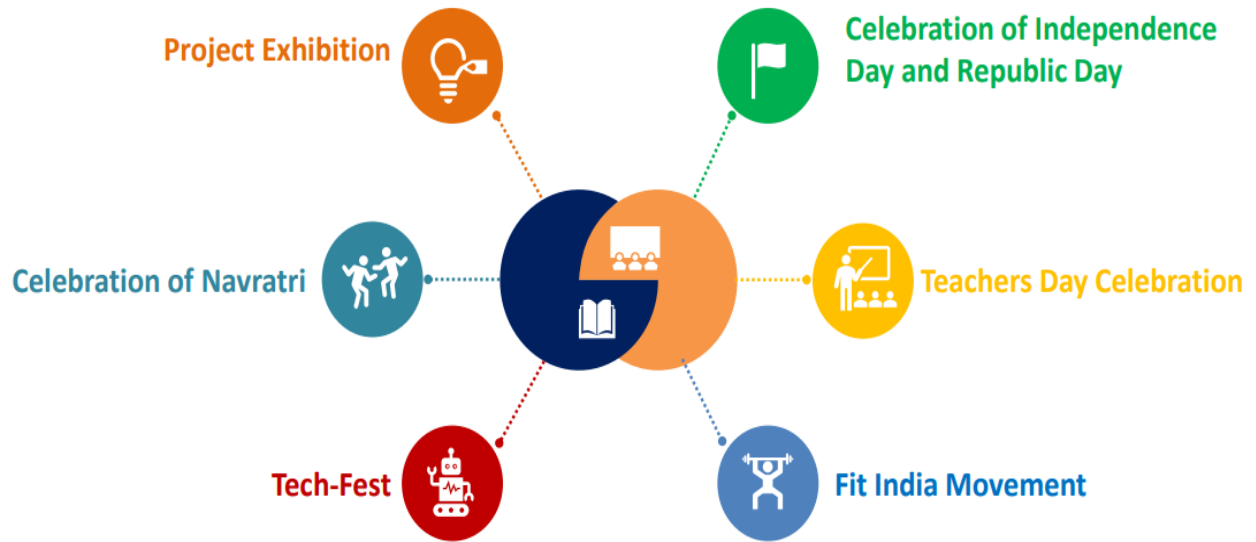 Project Exhibition
Celebration of Independence
Day and Republic Day
Celebration of Navratri
Teachers Day Celebration
Tech-Fest
Fit India Movement